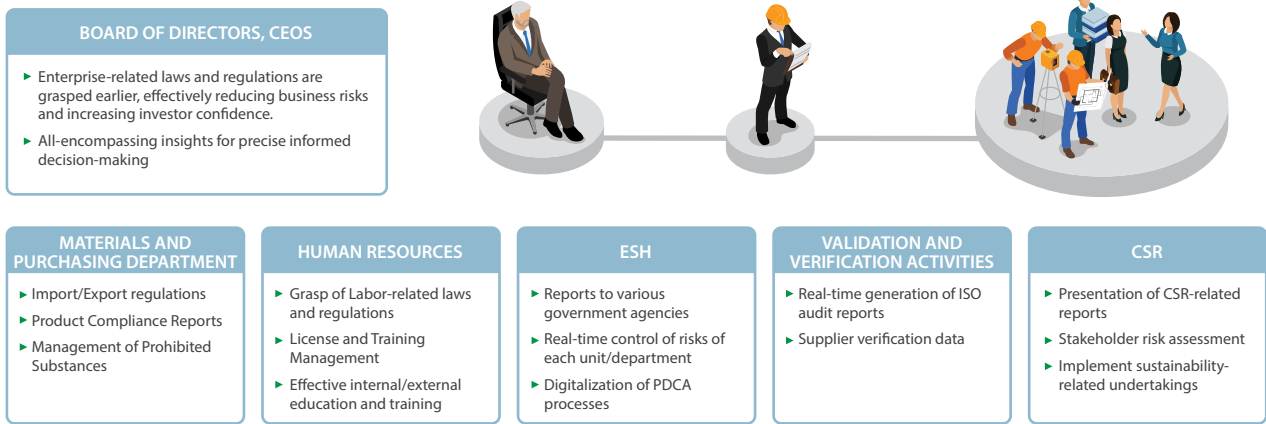 BOARD OF DIRECTORS, CEOS
Enterprise-related laws and regulations are
grasped earlier, effectively reducing business risks
and increasing investor confidence.
All-encompassing insights for precise informed
decision-making
MATERIALS AND
PURCHASING DEPARTMENT
Import/Export regulations
Product Compliance Reports
Management of Prohibited
Substances
HUMAN RESOURCES
Grasp of Labor-related laws
and regulations
License and Training
Management
Effective internal/external
education and training
ESH
Reports to various
government agencies
Real-time control of risks of
each unit/department
Digitalization of PDCA
processes
VALIDATION AND
VERIFICATION ACTIVITIES
Real-time generation of ISO
audit reports
Supplier verification data
CSR
Presentation of CSR-related
reports
Stakeholder risk assessment
Implement sustainability-
related undertakings